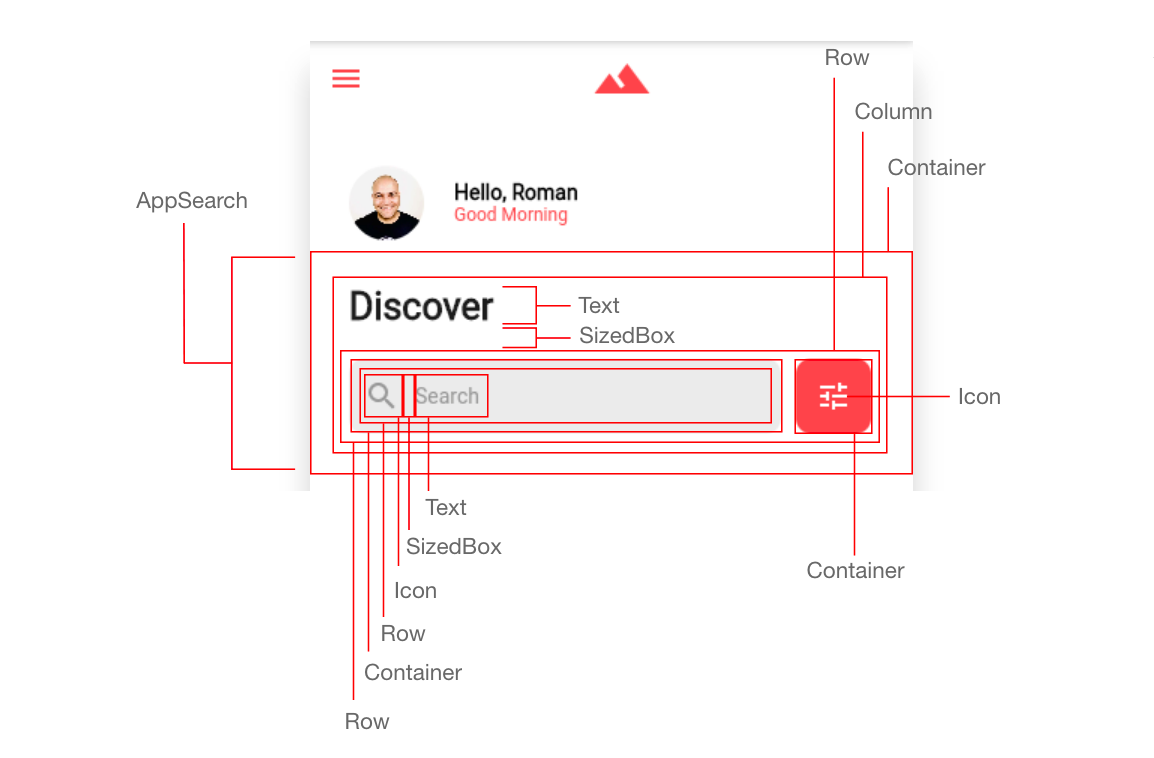 Row
Column
Container
AppSearch
Hello, Roman
Good Morning
Discover
Text
SizedBox
Search
Icon
Text
SizedBox
Icon
Container
Row
Container
Row